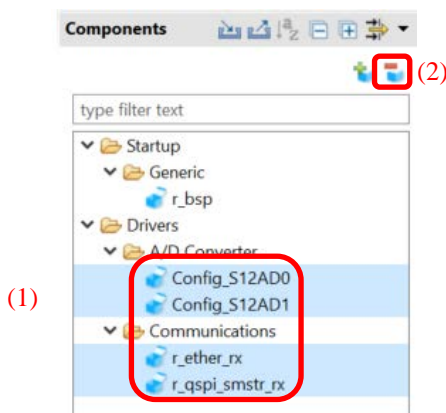 Components
(2)
type filter text
Startup
Generic
r_bsp
Drivers
A/D Converter
Config_S12AD0
(1)
Config_S12AD1
Communications
r_ether_rx
r_qspi_smstr_rx